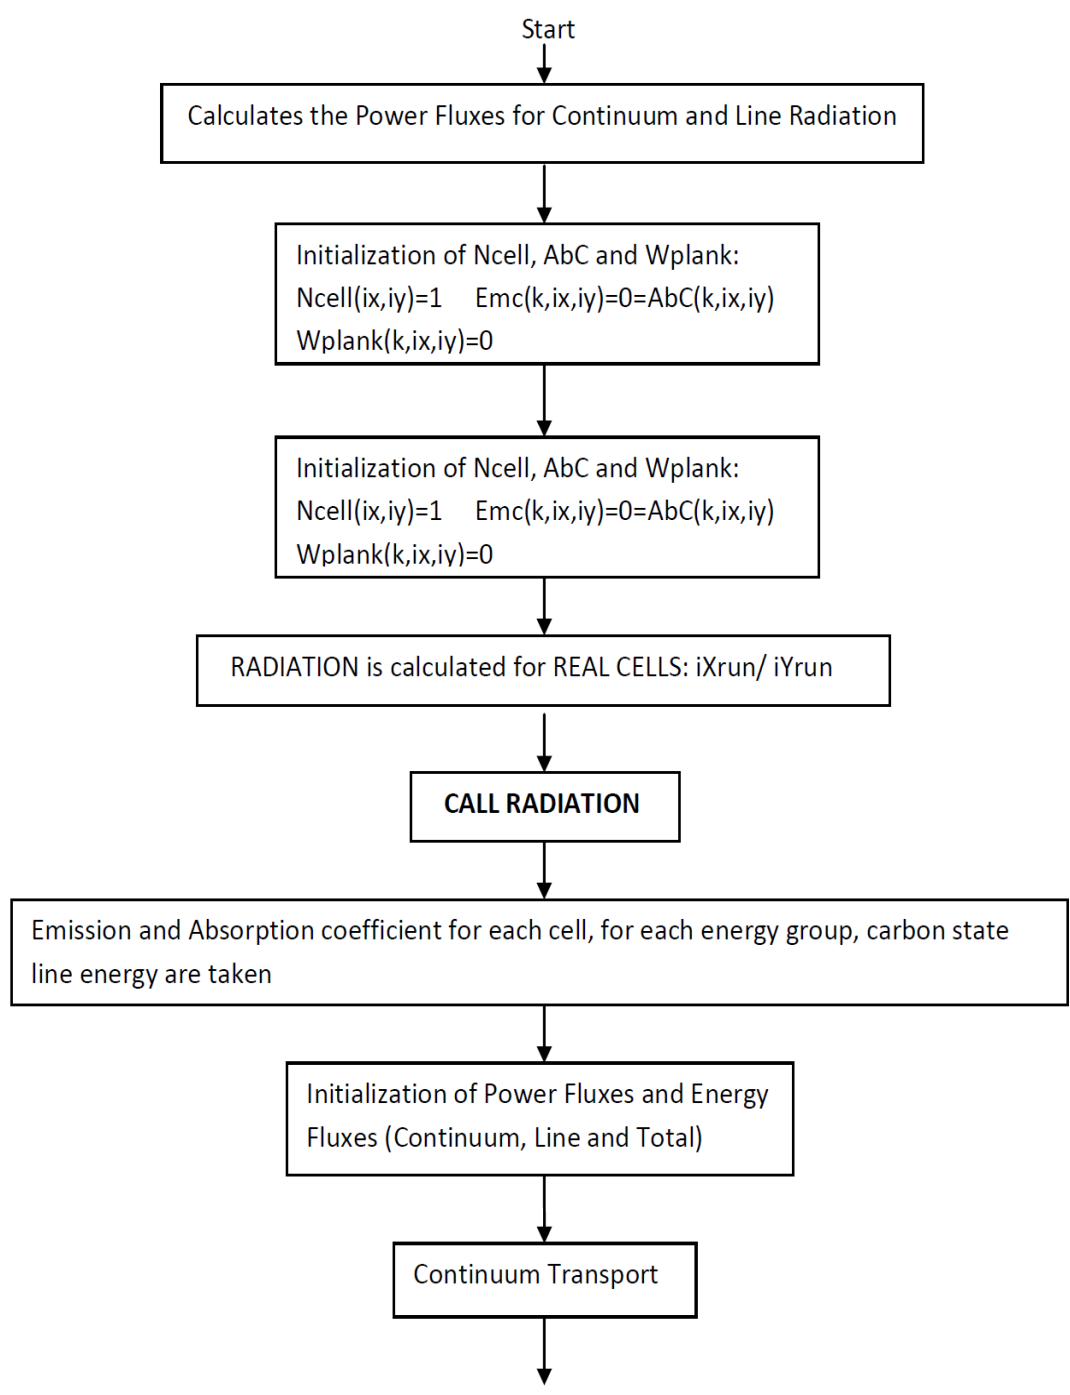 Start
Calculates the Power Fluxes for Continuum and Line Radiation
Initialization of Ncell, AbC and Wplank:
Ncell(ix,iy)=1 Emc(k,ix,iy)=0=AbC(k,ix,iy)
Wplank(k,ix,iy)=0
Initialization of Ncell, AbC and Wplank:
Ncell(ix,iy)=1 Emc(k,ix,iy)=0=AbC(k,ix,iy)
Wplank(k,ix,iy)=0
RADIATION is calculated for REAL CELLS: iXrun/ iYrun
CALL RADIATION
Emission and Absorption coefficient for each cell, for each energy group, carbon state
line energy are taken
Initialization of Power Fluxes and Energy
Fluxes (Continuum, Line and Total)
Continuum Transport